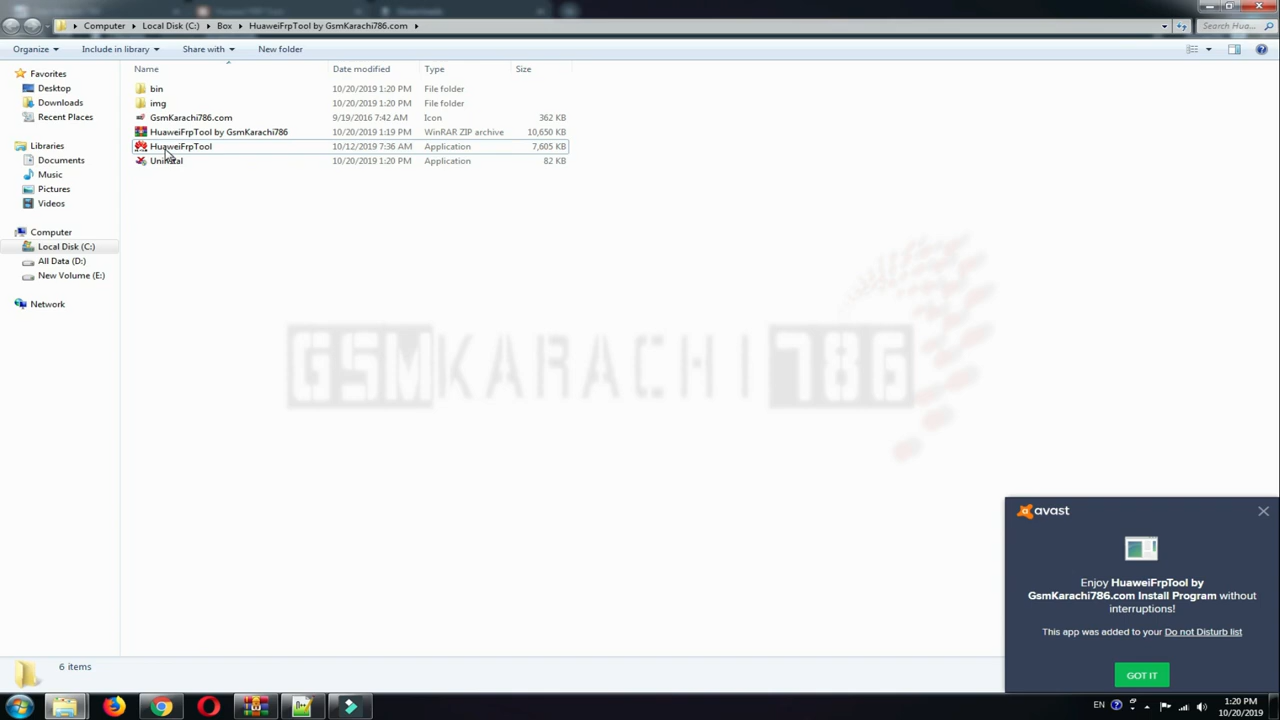 Computer
Local Disk (C:)
Box
HuaweiFrpTool by GsmKarachi786.com
Search Hua...
Organize
Include in library
Share with
New folder
Name
Date modified
Type
Size
Favorites
Desktop
Downloads
Recent Places
Libraries
Documents
Music
Pictures
Videos
Computer
Local Disk (C:)
All Data (D:)
New Volume (E:)
Network
bin 10/20/2019 1:20 PM File folder
img 10/20/2019 1:20 PM File folder
GsmKarachi786.com 9/19/2016 7:42 AM Icon 362 KB
HuaweiFrpTool by GsmKarachi786 10/20/2019 1:19 PM WinRAR ZIP archive 10,650 KB
HuaweiFrpTool 10/12/2019 7:36 AM Application 7,605 KB
Uninstal 10/20/2019 1:20 PM Application 82 KB
GSMKARACHI786
avast
Enjoy HuaweiFrpTool by
GsmKarachi786.com Install Program without
interruptions!
This app was added to your Do not Disturb list
GOT IT
6 items
EN
1:20 PM
10/20/2019